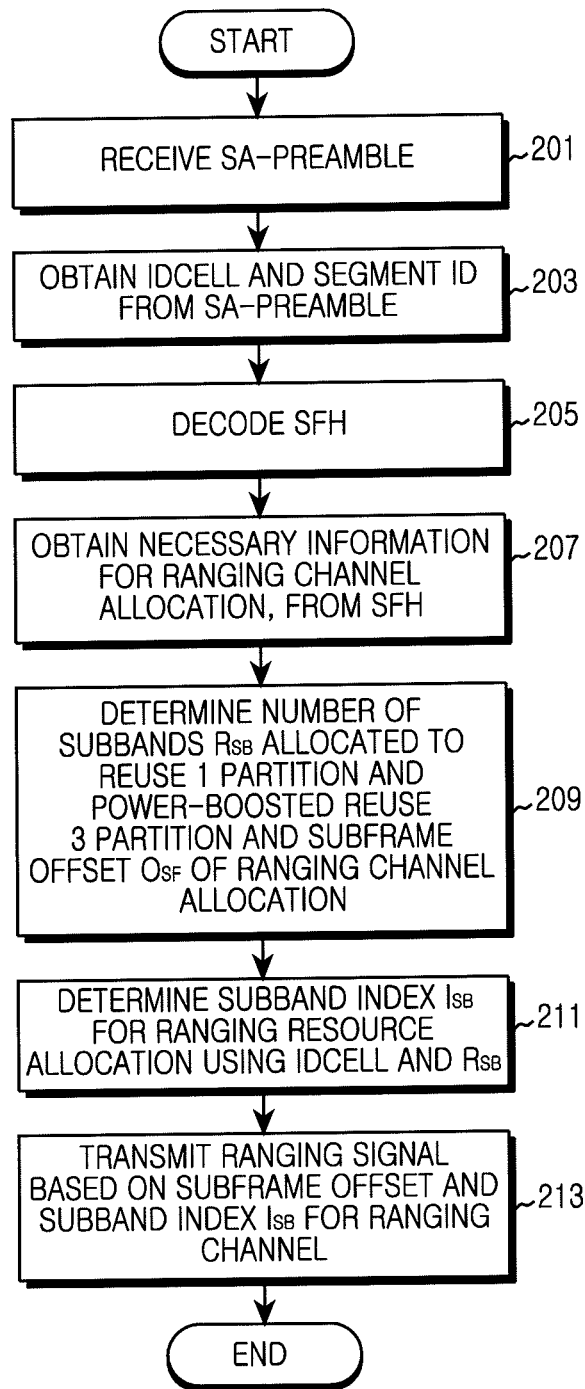 START
RECEIVE SA-PREAMBLE
201
OBTAIN IDCELL AND SEGMENT ID
FROM SA-PREAMBLE
203
DECODE SFH
205
OBTAIN NECESSARY INFORMATION
FOR RANGING CHANNEL
ALLOCATION, FROM SFH
207
DETERMINE NUMBER OF
SUBBANDS RSB ALLOCATED TO
REUSE 1 PARTITION AND
POWER-BOOSTED REUSE
3 PARTITION AND SUBFRAME
OFFSET OSF OF RANGING CHANNEL
ALLOCATION
209
DETERMINE SUBBAND INDEX ISB
FOR RANGING RESOURCE
ALLOCATION USING IDCELL AND RSB
211
TRANSMIT RANGING SIGNAL
BASED ON SUBFRAME OFFSET AND
SUBBAND INDEX ISB FOR RANGING
CHANNEL
213
END